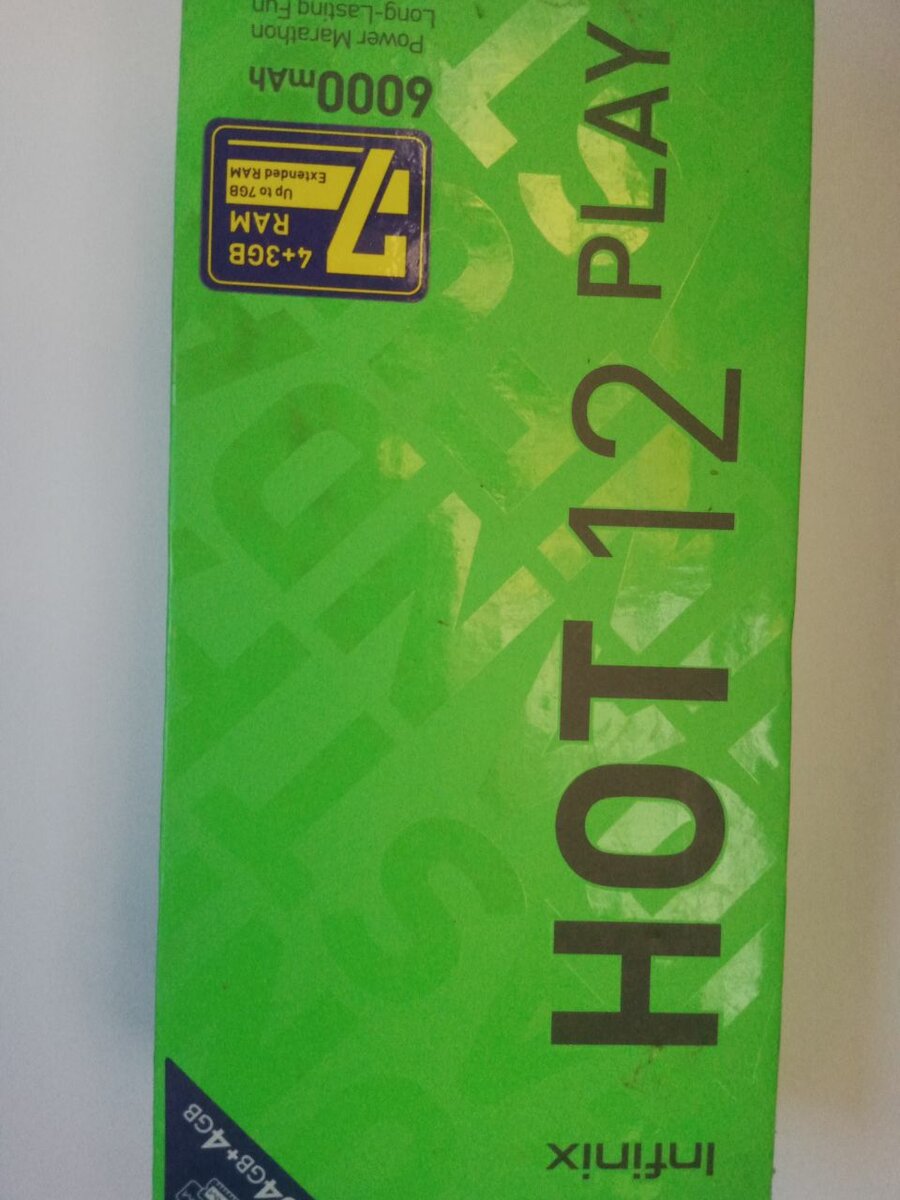 Infinix
64GB+4GB
HOT 12 PLAY
7
4+3GB
RAM
Up to 7GB
Extended RAM
6000mAh
Power Marathon
Long-Lasting Fun